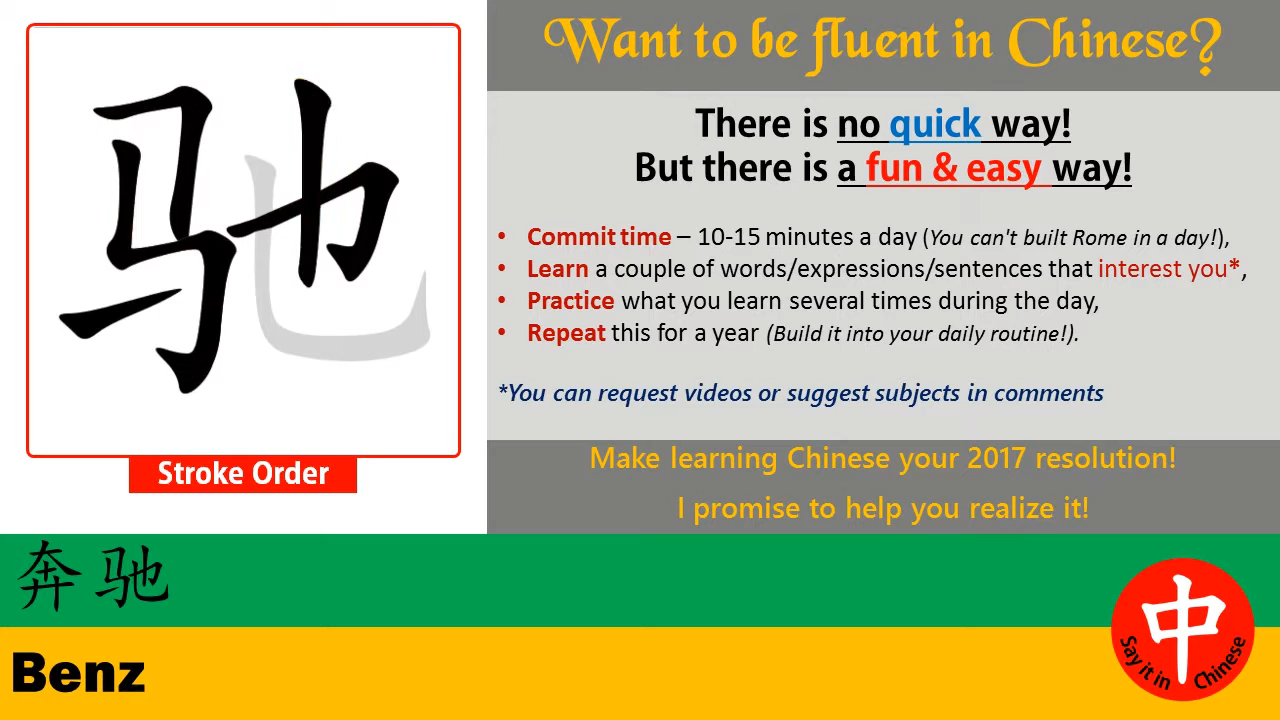 驰
Stroke Order
Want to be fluent in Chinese?
There is no quick way!
But there is a fun & easy way!
• Commit time – 10-15 minutes a day (You can't built Rome in a day!),
• Learn a couple of words/expressions/sentences that interest you*,
• Practice what you learn several times during the day,
• Repeat this for a year (Build it into your daily routine!).
*You can request videos or suggest subjects in comments
Make learning Chinese your 2017 resolution!
I promise to help you realize it!
奔驰
Benz
中
Say it in Chinese